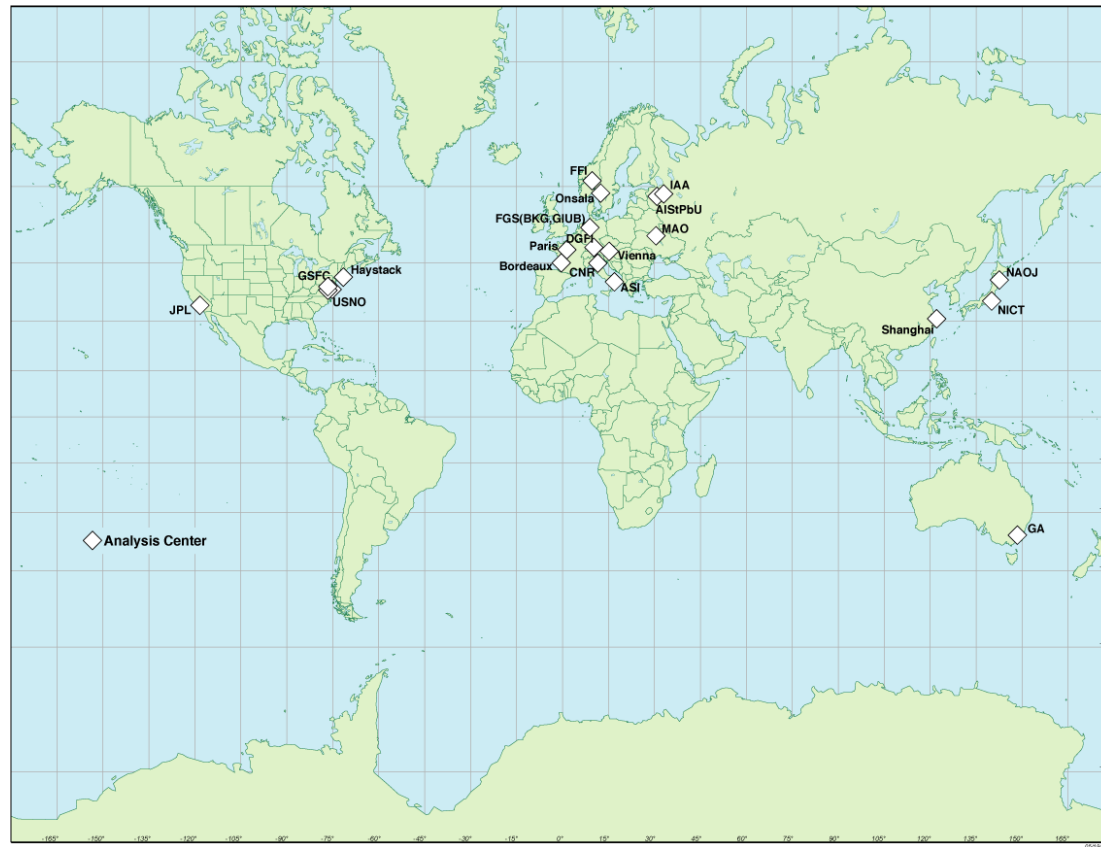 FFI
IAA
Onsala
AIStPbU
FGS(BKG,GIUB)
MAO
Paris
DGFI
Vienna
Bordeaux
CNR
ASI
Haystack
GSFC
USNO
JPL
NAOJ
NICT
Shanghai
GA
Analysis Center
-165° -150° -135° -120° -105° -90° -75° -60° -45° -30° -15° 0° 15° 30° 45° 60° 75° 90° 105° 120° 135° 150° 165°